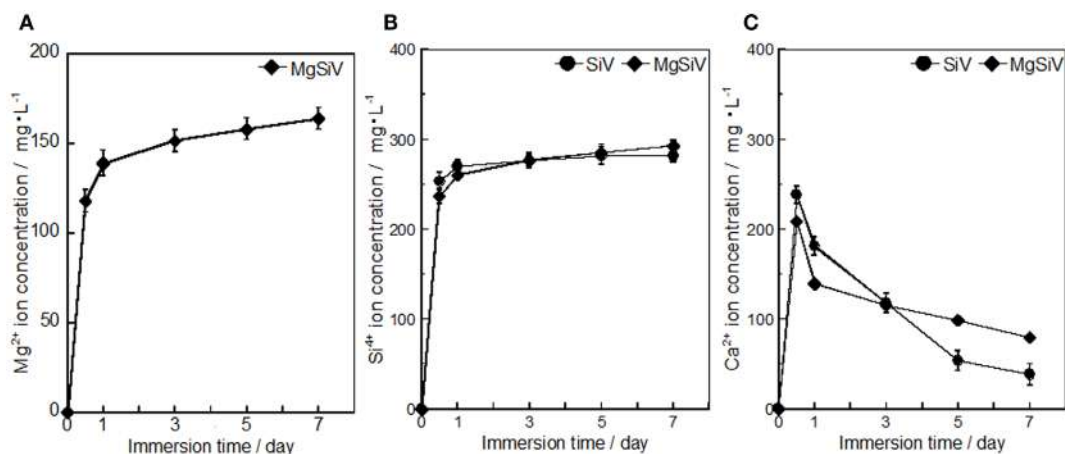 A
B
C
200
150
100
50
0
Mg²⁺ ion concentration / mg・L⁻¹
MgSiV
0 1 3 5 7
Immersion time / day
400
300
200
100
0
Si⁴⁺ ion concentration / mg・L⁻¹
SiV MgSiV
0 1 3 5 7
Immersion time / day
400
300
200
100
0
Ca²⁺ ion concentration / mg・L⁻¹
SiV MgSiV
0 1 3 5 7
Immersion time / day